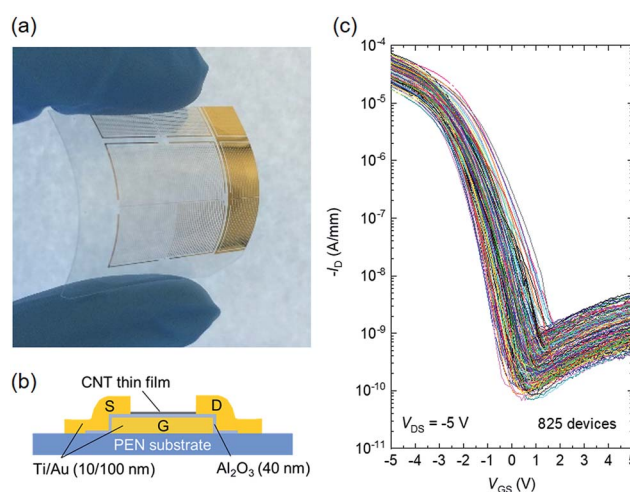 (a)
(b)
CNT thin film
S
D
G
PEN substrate
Ti/Au (10/100 nm)
Al₂O₃ (40 nm)
(c)
10⁻⁴
10⁻⁵
10⁻⁶
10⁻⁷
10⁻⁸
10⁻⁹
10⁻¹⁰
10⁻¹¹
-I_D (A/mm)
V_DS = -5 V
825 devices
-5 -4 -3 -2 -1 0 1 2 3 4 5
V_GS (V)